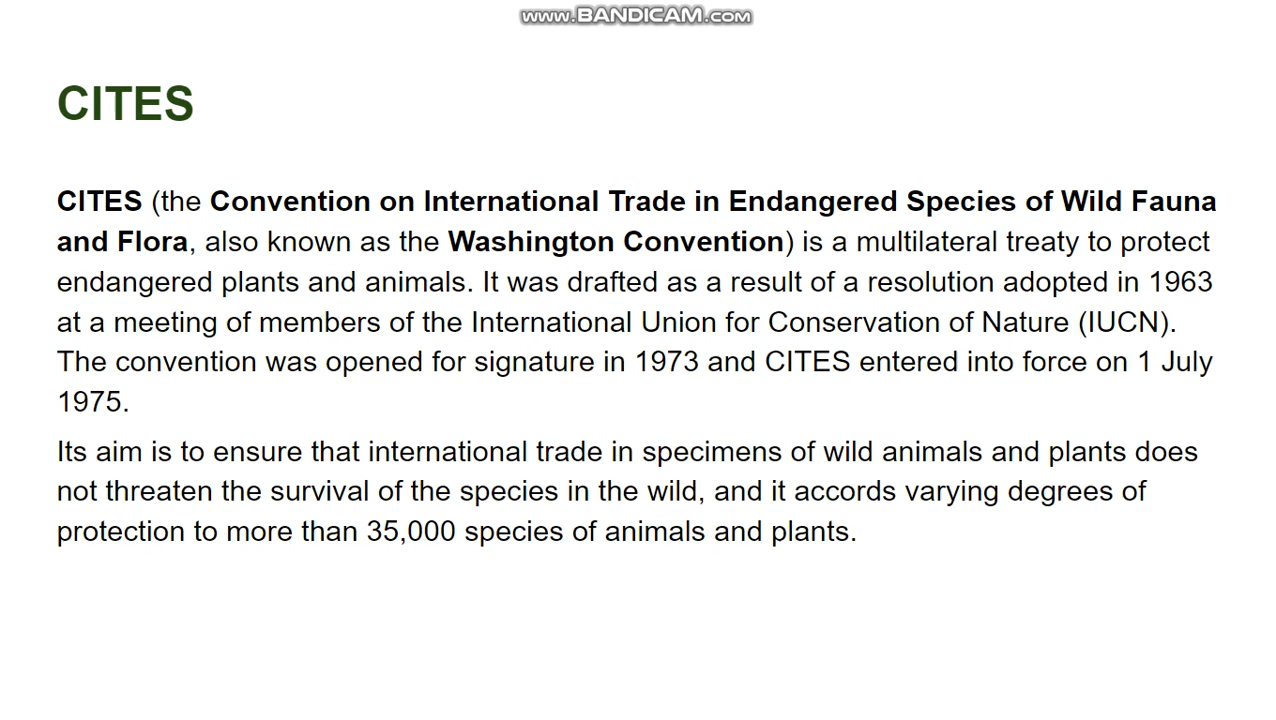 www.BANDICAM.com
CITES
CITES (the Convention on International Trade in Endangered Species of Wild Fauna
and Flora, also known as the Washington Convention) is a multilateral treaty to protect
endangered plants and animals. It was drafted as a result of a resolution adopted in 1963
at a meeting of members of the International Union for Conservation of Nature (IUCN).
The convention was opened for signature in 1973 and CITES entered into force on 1 July
1975.
Its aim is to ensure that international trade in specimens of wild animals and plants does
not threaten the survival of the species in the wild, and it accords varying degrees of
protection to more than 35,000 species of animals and plants.